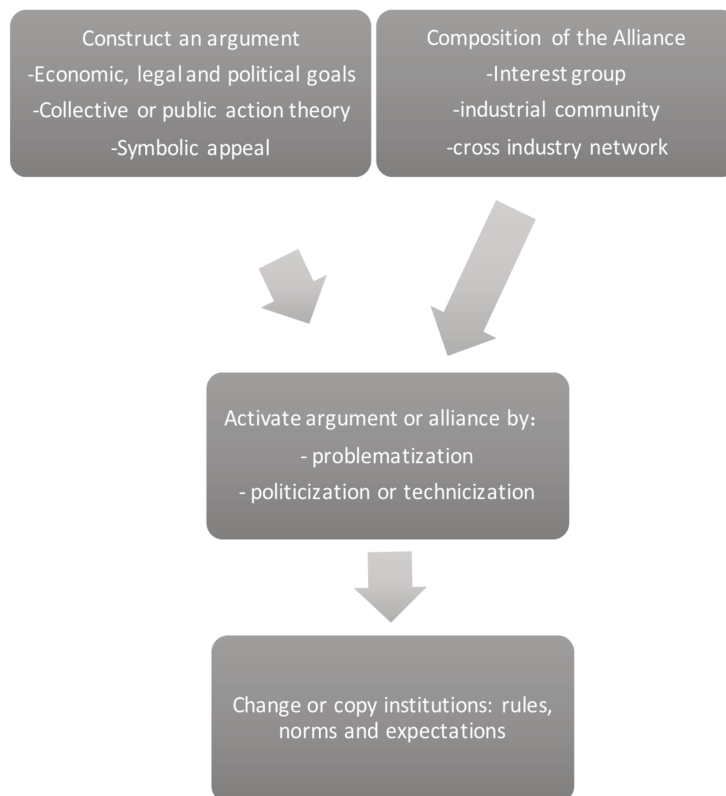 Construct an argument
-Economic, legal and political goals
-Collective or public action theory
-Symbolic appeal
Composition of the Alliance
-Interest group
-industrial community
-cross industry network
Activate argument or alliance by：
- problematization
- politicization or technicization
Change or copy institutions: rules,
norms and expectations